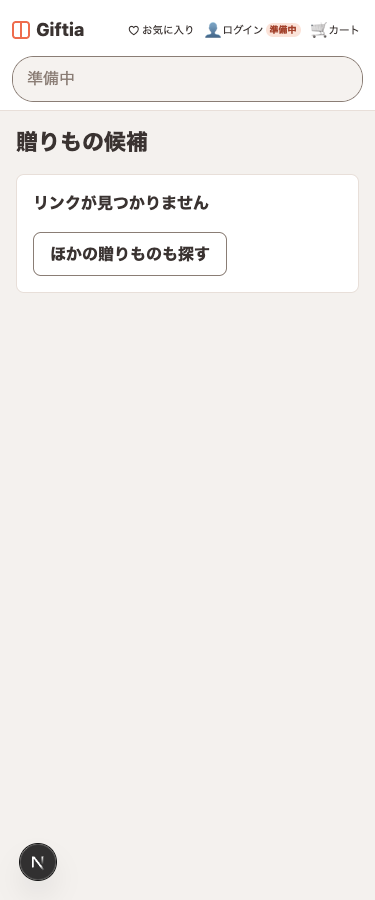 Giftia
お気に入り ログイン 準備中 カート
準備中
贈りもの候補
リンクが見つかりません
ほかの贈りものも探す
N